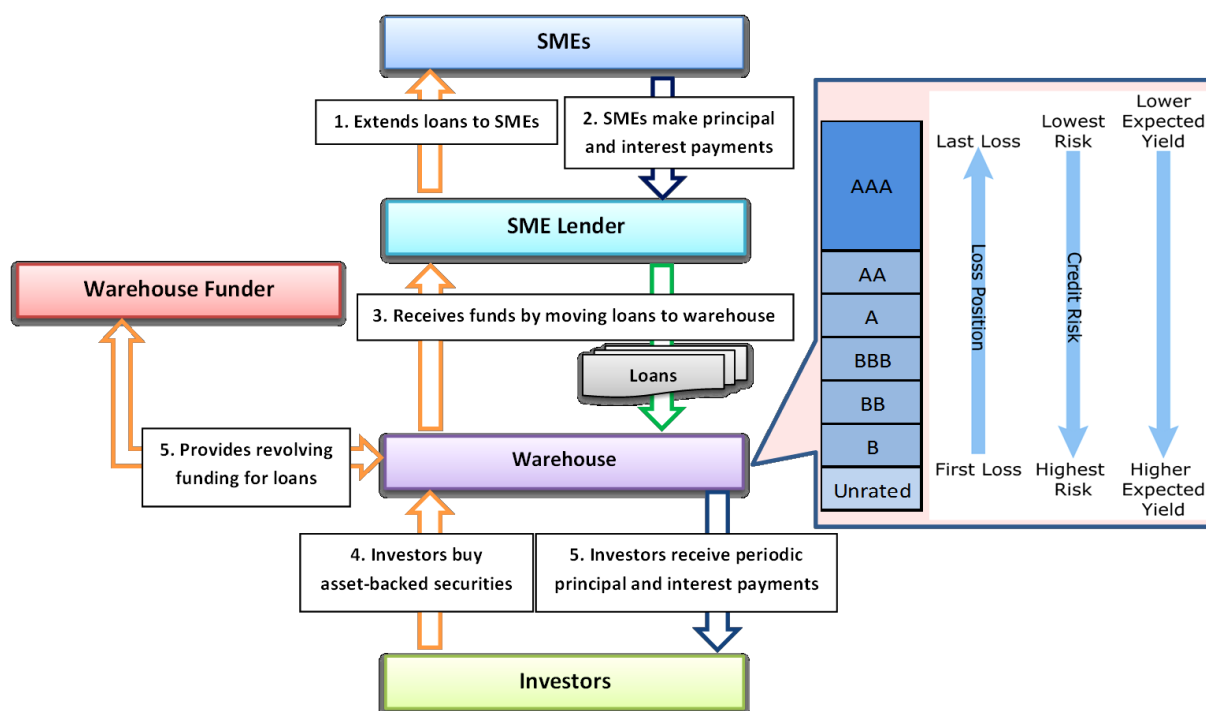 SMEs
1. Extends loans to SMEs
2. SMEs make principal
and interest payments
SME Lender
Warehouse Funder
3. Receives funds by moving loans to warehouse
Loans
5. Provides revolving
funding for loans
Warehouse
4. Investors buy
asset-backed securities
5. Investors receive periodic
principal and interest payments
Investors
AAA
AA
A
BBB
BB
B
Unrated
Last Loss
Loss Position
First Loss
Lowest
Risk
Credit Risk
Highest
Risk
Lower
Expected
Yield
Higher
Expected
Yield